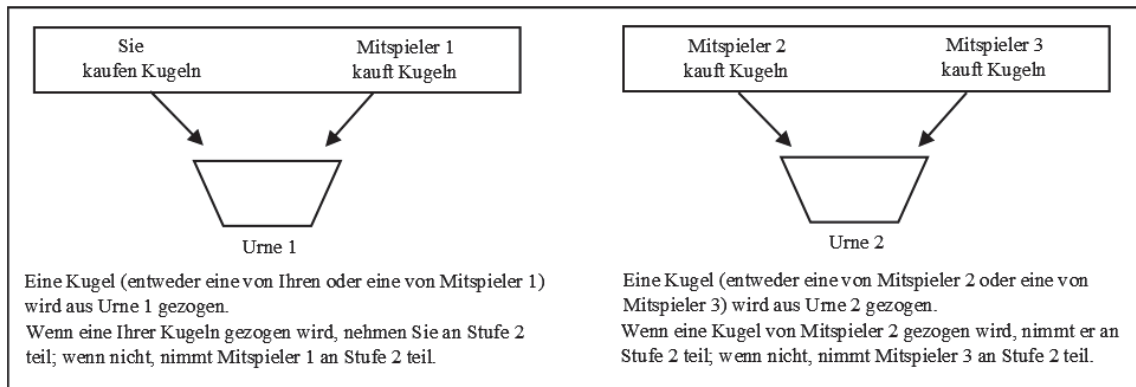 Sie
kaufen Kugeln
Mitspieler 1
kauft Kugeln
Urne 1
Eine Kugel (entweder eine von Ihren oder eine von Mitspieler 1)
wird aus Urne 1 gezogen.
Wenn eine Ihrer Kugeln gezogen wird, nehmen Sie an Stufe 2
teil; wenn nicht, nimmt Mitspieler 1 an Stufe 2 teil.
Mitspieler 2
kauft Kugeln
Mitspieler 3
kauft Kugeln
Urne 2
Eine Kugel (entweder eine von Mitspieler 2 oder eine von
Mitspieler 3) wird aus Urne 2 gezogen.
Wenn eine Kugel von Mitspieler 2 gezogen wird, nimmt er an
Stufe 2 teil; wenn nicht, nimmt Mitspieler 3 an Stufe 2 teil.